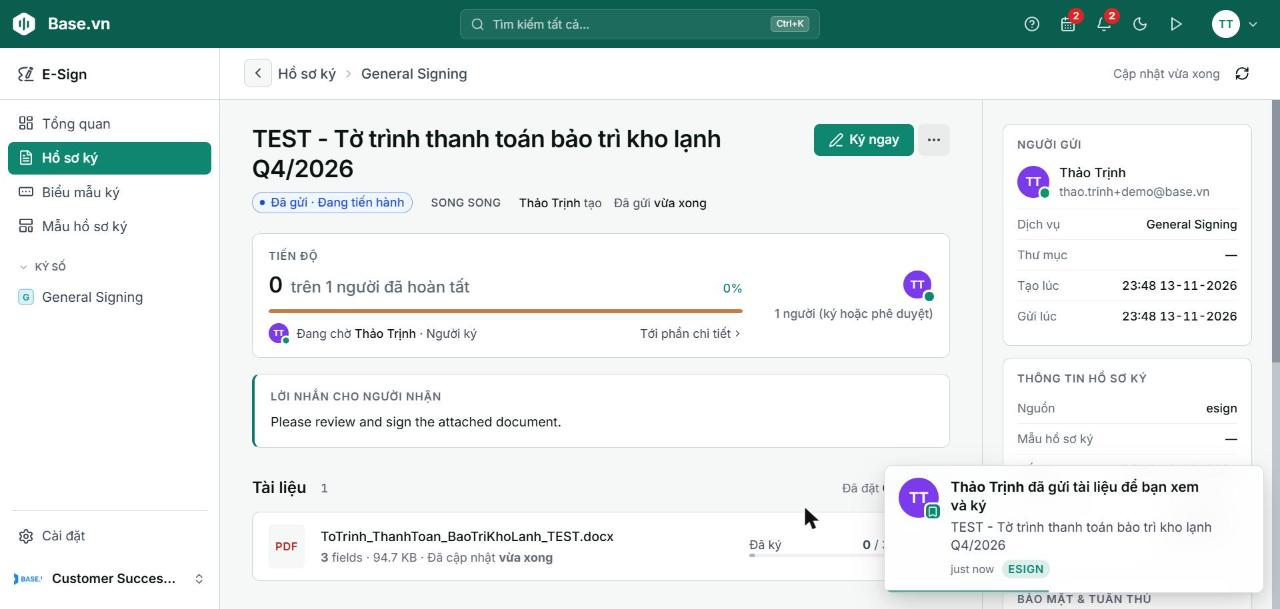 Base.vn
Tìm kiếm tất cả...
Ctrl+K
2
2
TT
E-Sign
Hồ sơ ký
General Signing
Cập nhật vừa xong
Tổng quan
Hồ sơ ký
Biểu mẫu ký
Mẫu hồ sơ ký
KÝ SỐ
G
General Signing
Cài đặt
BASE.
Customer Succes...
TEST - Tờ trình thanh toán bảo trì kho lạnh
Q4/2026
Ký ngay
Đã gửi · Đang tiến hành
SONG SONG
Thảo Trịnh tạo
Đã gửi vừa xong
TIẾN ĐỘ
0 trên 1 người đã hoàn tất
0%
TT
1 người (ký hoặc phê duyệt)
TT
Đang chờ Thảo Trịnh · Người ký
Tới phần chi tiết
LỜI NHẮN CHO NGƯỜI NHẬN
Please review and sign the attached document.
Tài liệu 1
Đã đặt
PDF
ToTrinh_ThanhToan_BaoTriKhoLanh_TEST.docx
3 fields · 94.7 KB · Đã cập nhật vừa xong
Đã ký
0 /
NGƯỜI GỬI
TT
Thảo Trịnh
thao.trinh+demo@base.vn
Dịch vụ
General Signing
Thư mục
—
Tạo lúc
23:48 13-11-2026
Gửi lúc
23:48 13-11-2026
THÔNG TIN HỒ SƠ KÝ
Nguồn
esign
Mẫu hồ sơ ký
—
TT
Thảo Trịnh đã gửi tài liệu để bạn xem
và ký
TEST - Tờ trình thanh toán bảo trì kho lạnh
Q4/2026
just now
ESIGN
BẢO MẬT & TUÂN THỦ